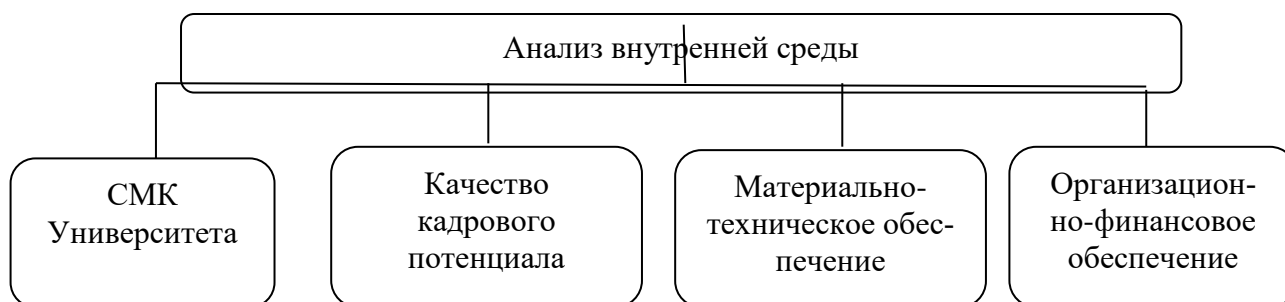 Анализ внутренней среды
СМК
Университета
Качество
кадрового
потенциала
Материально-
техническое обес-
печение
Организацион-
но-финансовое
обеспечение